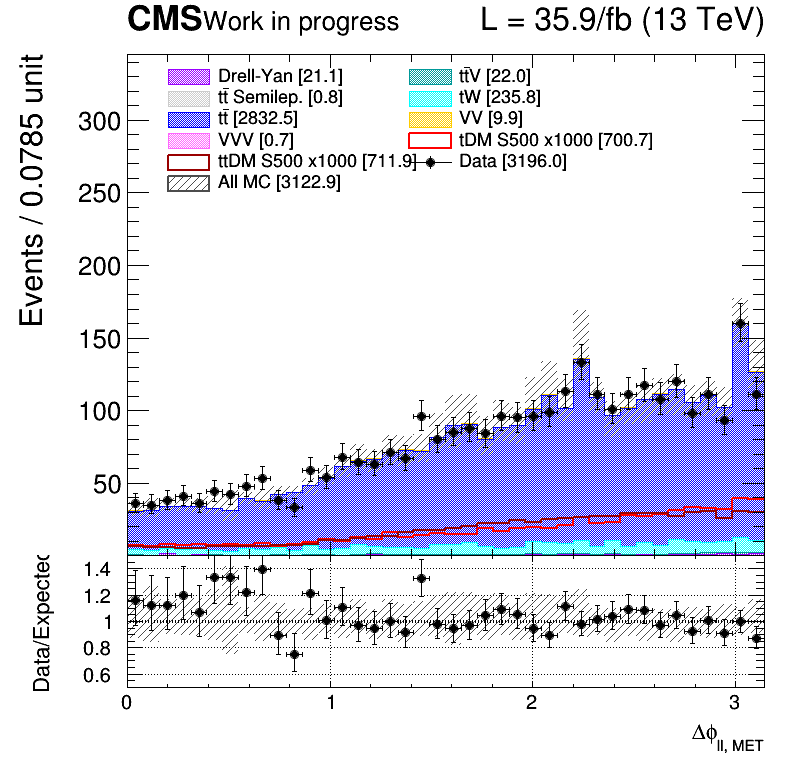 CMS Work in progress L = 35.9/fb (13 TeV)
Events / 0.0785 unit
Drell-Yan [21.1] tt̄V [22.0]
tt̄ Semilep. [0.8] tW [235.8]
tt̄ [2832.5] VV [9.9]
VVV [0.7] tDM S500 x1000 [700.7]
ttDM S500 x1000 [711.9] Data [3196.0]
All MC [3122.9]
300
250
200
150
100
50
Data/Expected
1.4
1.2
1
0.8
0.6
0 1 2 3
Δϕll, MET